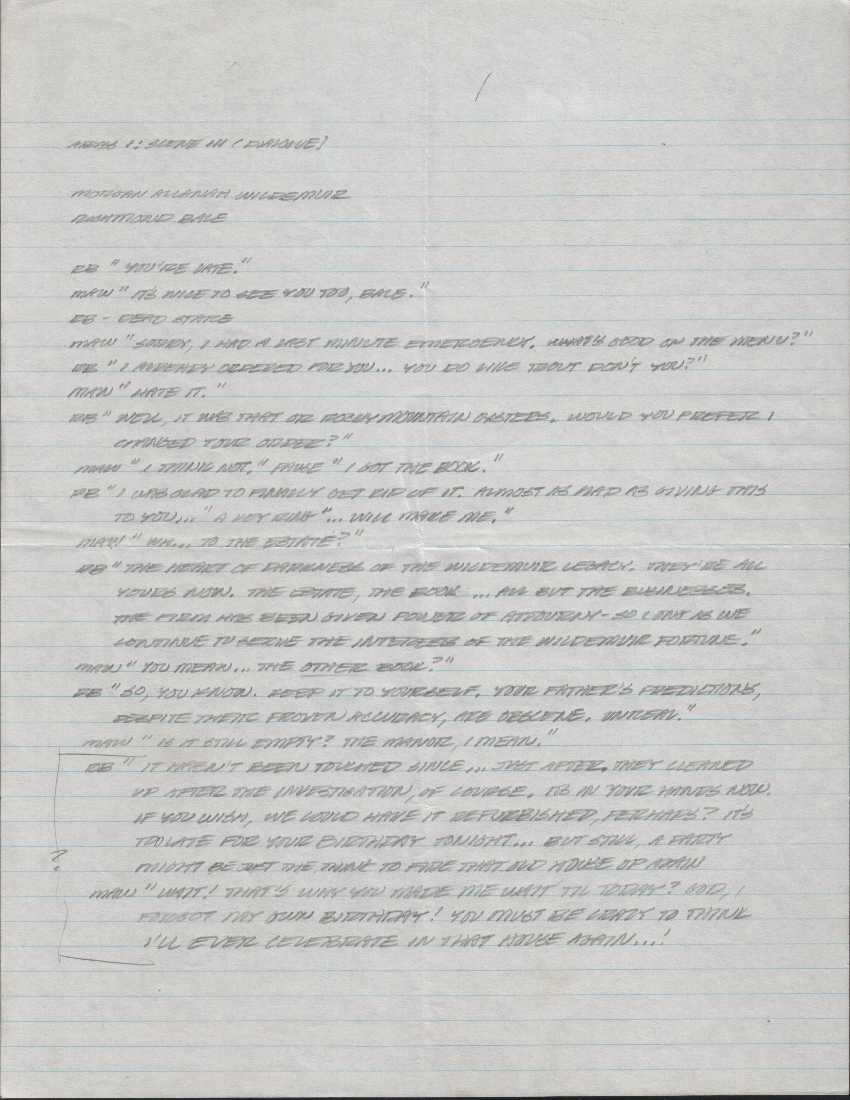 1
1: SCENE IN (DIALOGUE)
MORGAN ALLANAH WILDEMUIR
RICHMOND BALE
RB "YOU'RE LATE."
MAW "IT'S NICE TO SEE YOU TOO, BALE."
RB - DEAD STARE
MAW "SORRY, I HAD A LAST MINUTE EMERGENCY. WHAT'S GOOD ON THE MENU?"
RB "I ALREADY ORDERED FOR YOU... YOU DO LIKE TROUT DON'T YOU?"
MAW "HATE IT."
RB "WELL, IT WAS THAT OR ROCKY MOUNTAIN OYSTERS. WOULD YOU PREFER I
CHANGED YOUR ORDER?"
MAW "I THINK NOT." PAUSE "I GOT THE BOOK."
RB "I WAS GLAD TO FINALLY GET RID OF IT. ALMOST AS GLAD AS GIVING THIS
TO YOU..." A KEY RING "... WILL MAKE ME."
MAW "WH... TO THE ESTATE?"
RB "THE HEART OF DARKNESS OF THE WILDEMUIR LEGACY. THEY'RE ALL
YOURS NOW. THE ESTATE, THE BOOK ... ALL BUT THE BUSINESSES.
THE FIRM HAS BEEN GIVEN POWER OF ATTOURNY - SO LONG AS WE
CONTINUE TO SERVE THE INTERESTS OF THE WILDEMUIR FORTUNE."
MAW "YOU MEAN... THE OTHER BOOK?"
RB "SO, YOU KNOW. KEEP IT TO YOURSELF. YOUR FATHER'S PREDICTIONS,
DESPITE THEIR PROVEN ACCURACY, ARE OBSCENE. UNREAL."
MAW "IS IT STILL EMPTY? THE MANOR, I MEAN."
RB "IT HASN'T BEEN TOUCHED SINCE... JUST AFTER. THEY CLEANED
UP AFTER THE INVESTIGATION, OF COURSE. ITS IN YOUR HANDS NOW.
IF YOU WISH, WE COULD HAVE IT REFURBISHED, PERHAPS? IT'S
TOO LATE FOR YOUR BIRTHDAY TONIGHT... BUT STILL, A PARTY
?
MIGHT BE JUST THE THING TO FIRE THAT OLD HOUSE UP AGAIN
MAW "WAIT! THAT'S WHY YOU MADE ME WAIT TIL TODAY? GOD, I
FORGOT MY OWN BIRTHDAY! YOU MUST BE CRAZY TO THINK
I'LL EVER CELEBRATE IN THAT HOUSE AGAIN...!